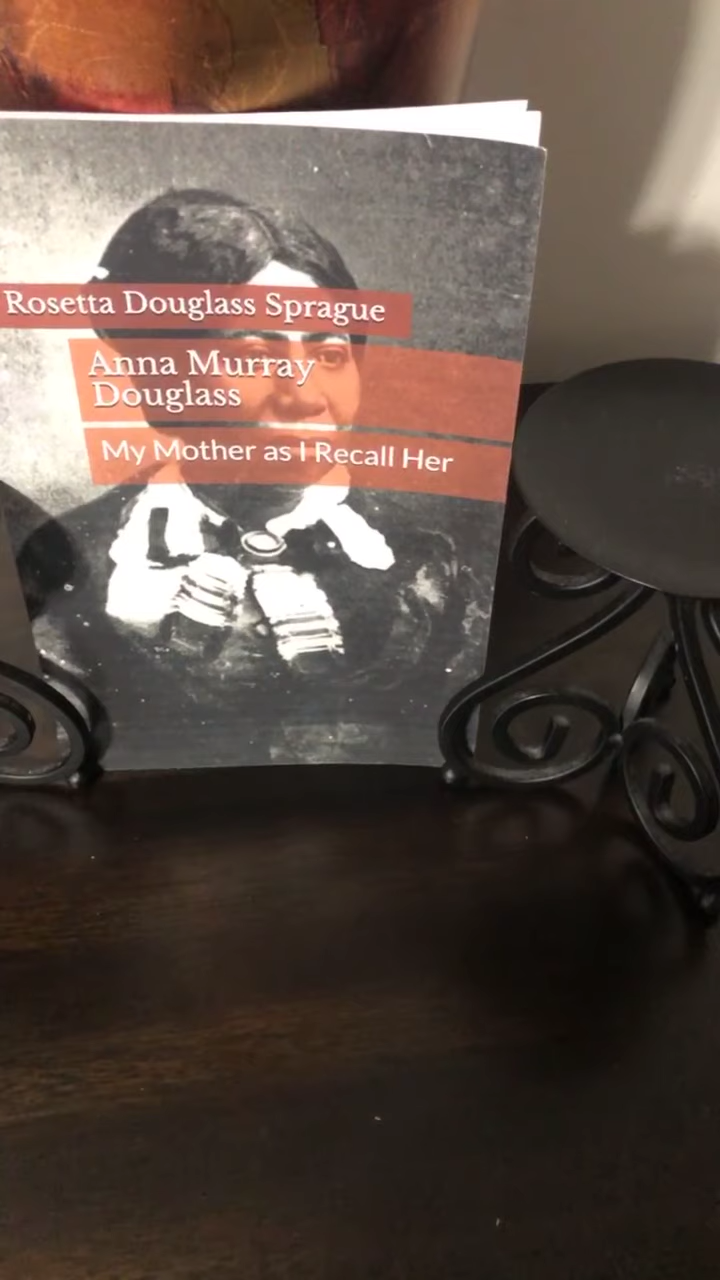 Rosetta Douglass Sprague
Anna Murray
Douglass
My Mother as I Recall Her